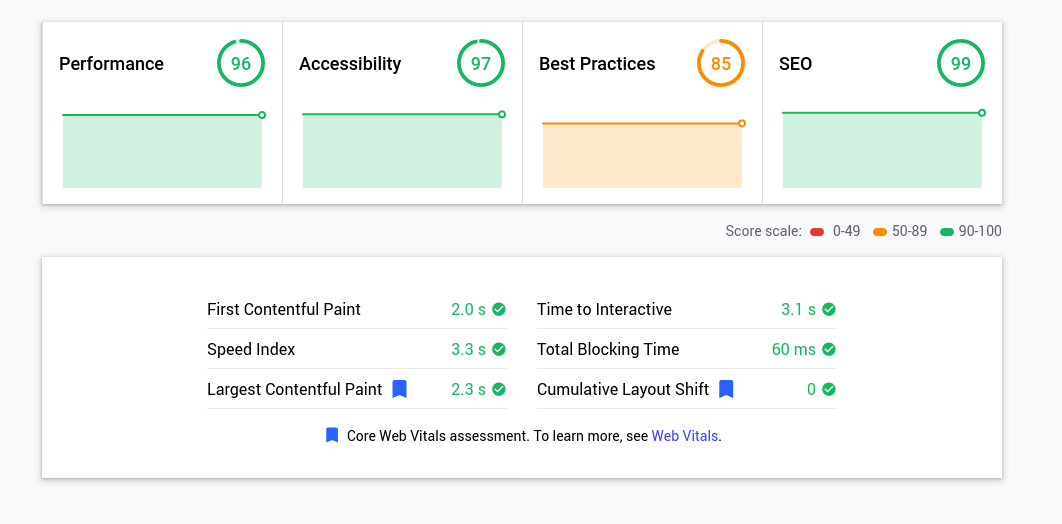 Performance 96 Accessibility 97 Best Practices 85 SEO 99
Score scale: 0-49 50-89 90-100
First Contentful Paint 2.0 s Time to Interactive 3.1 s
Speed Index 3.3 s Total Blocking Time 60 ms
Largest Contentful Paint 2.3 s Cumulative Layout Shift 0
Core Web Vitals assessment. To learn more, see Web Vitals.